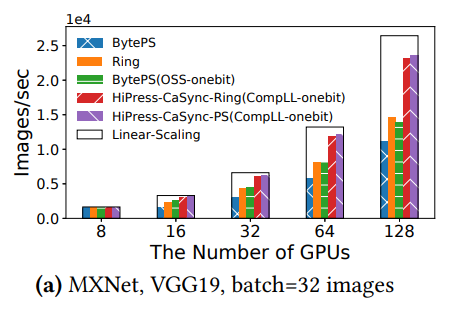 1e4
2.5
2.0
1.5
1.0
0.5
0.0
Images/sec
BytePS
Ring
BytePS(OSS-onebit)
HiPress-CaSync-Ring(CompLL-onebit)
HiPress-CaSync-PS(CompLL-onebit)
Linear-Scaling
8 16 32 64 128
The Number of GPUs
(a) MXNet, VGG19, batch=32 images